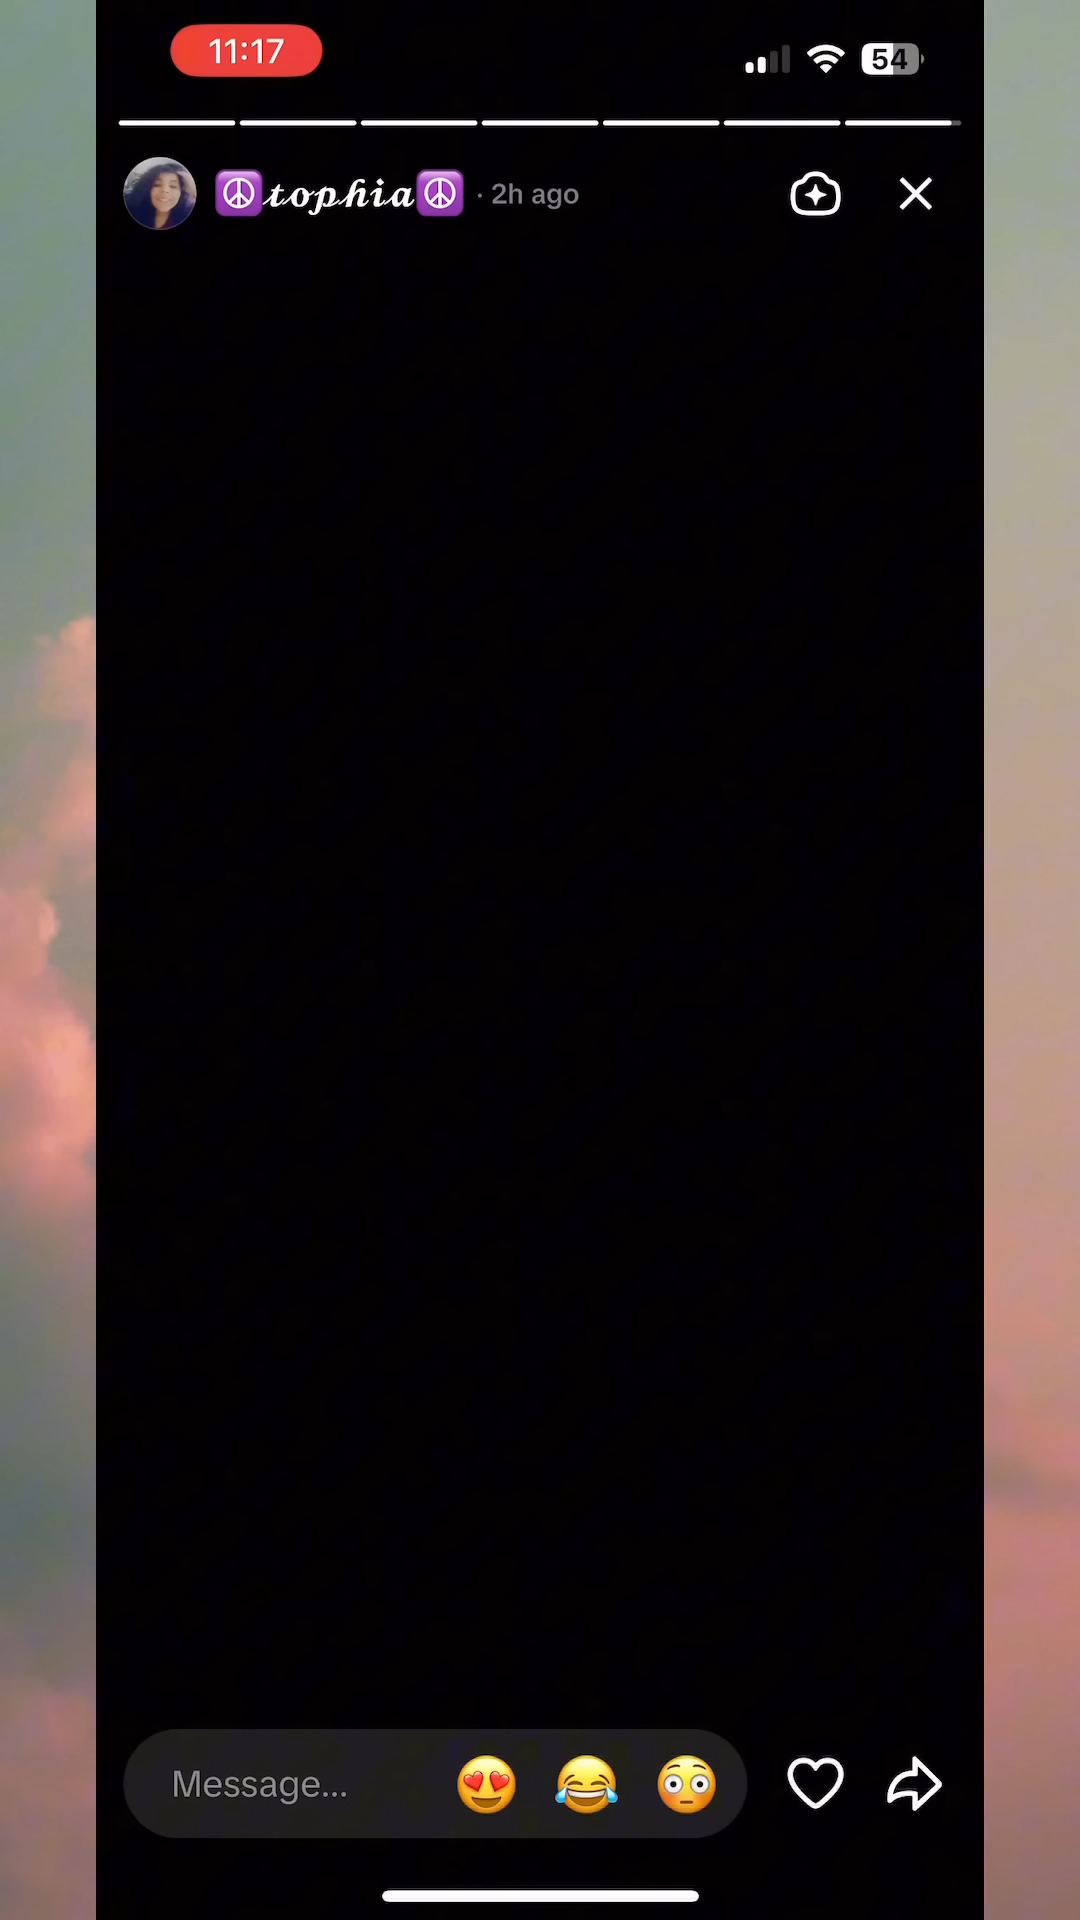 11:17
54
☮️𝓽𝓸𝓹𝓱𝓲𝓪☮️ · 2h ago
Message...